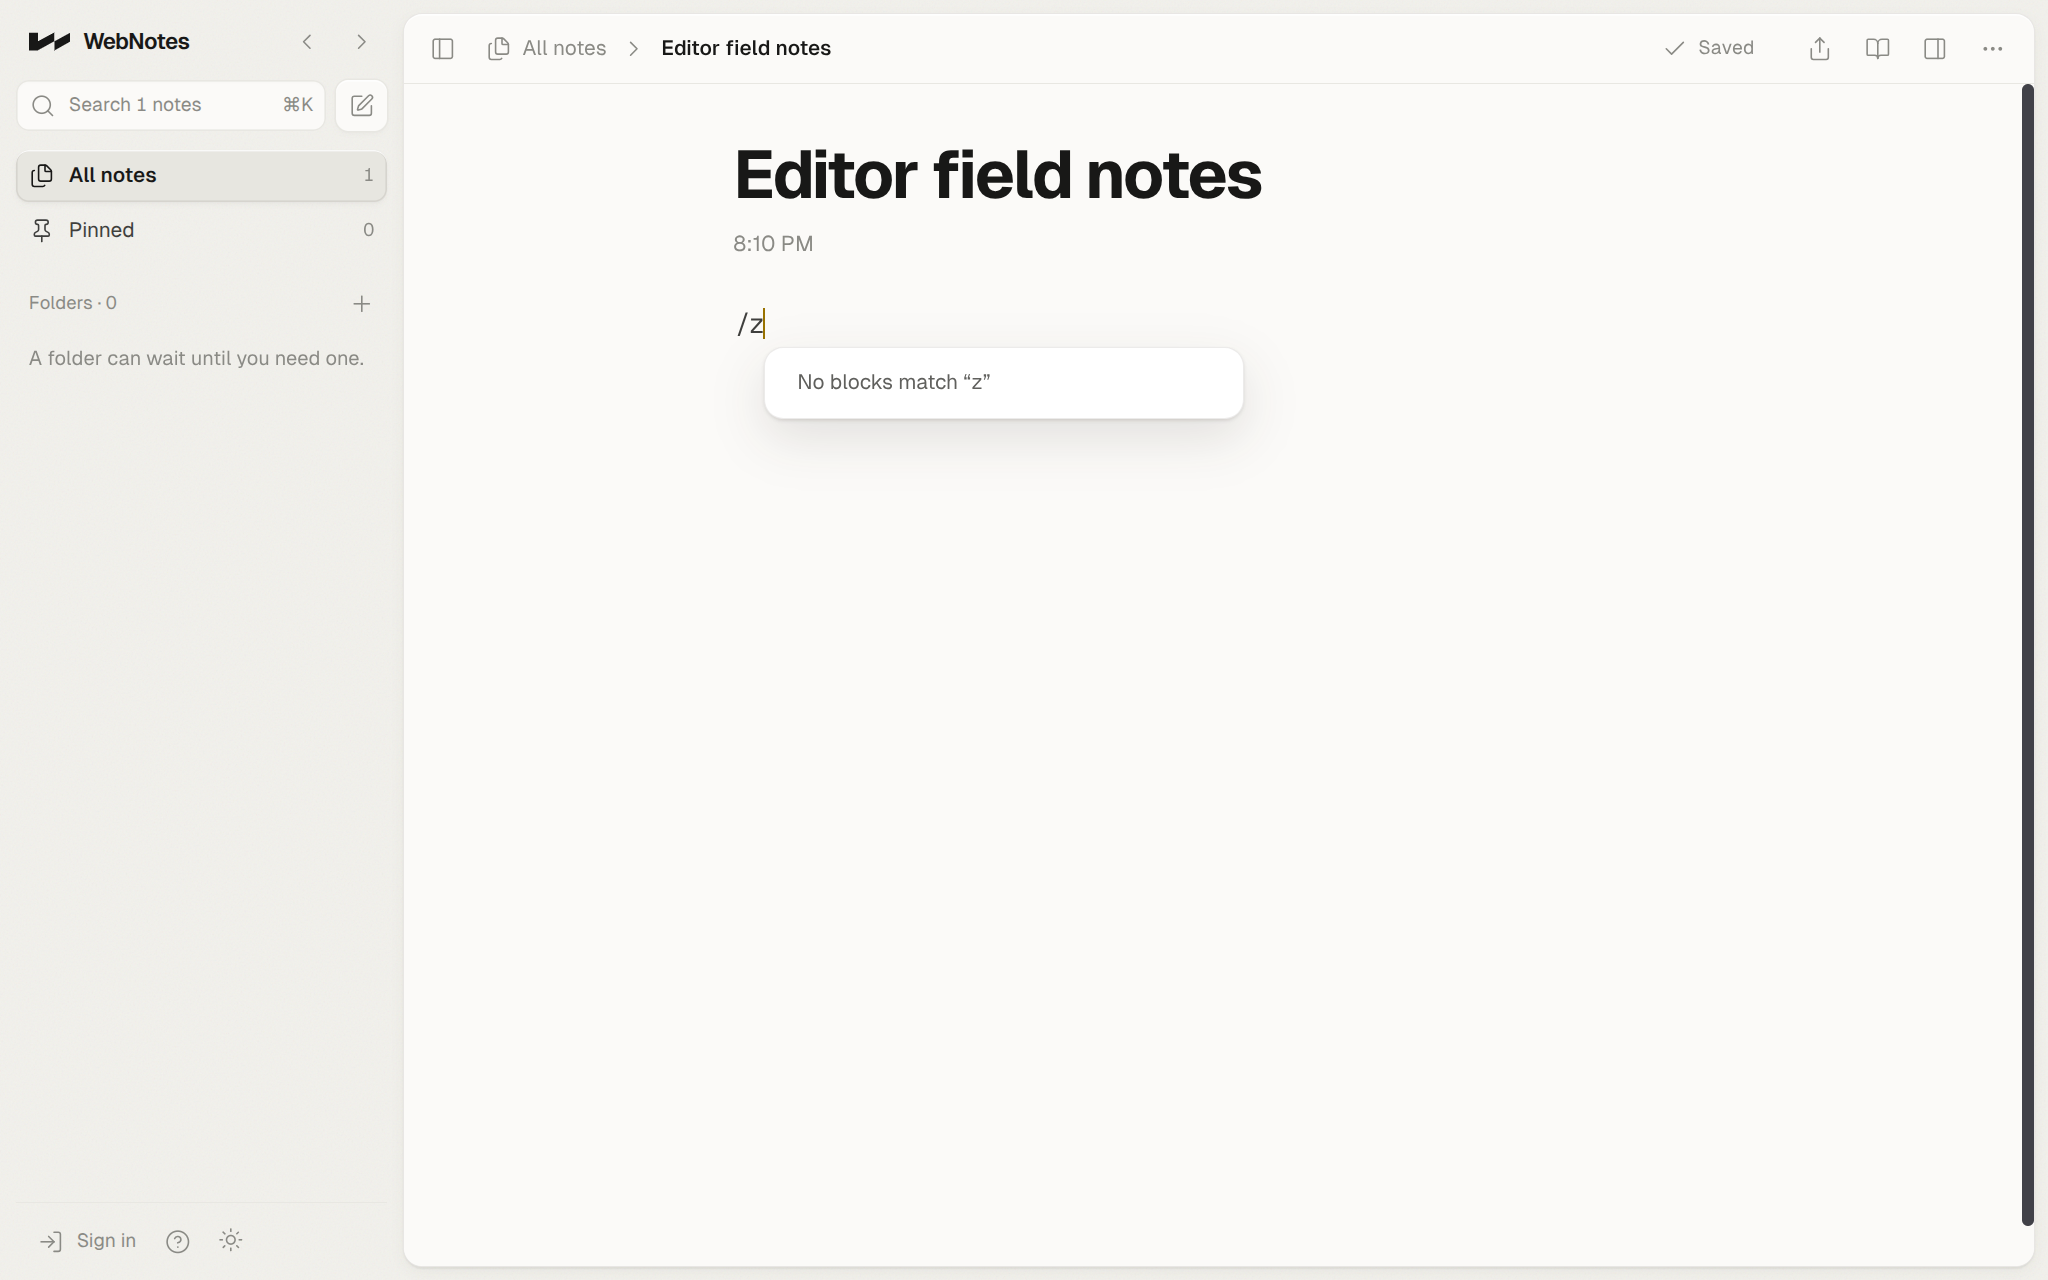 WebNotes
Search 1 notes ⌘K
All notes 1
Pinned 0
Folders · 0
A folder can wait until you need one.
Sign in
All notes > Editor field notes
Saved
Editor field notes
8:10 PM
/z
No blocks match “z”